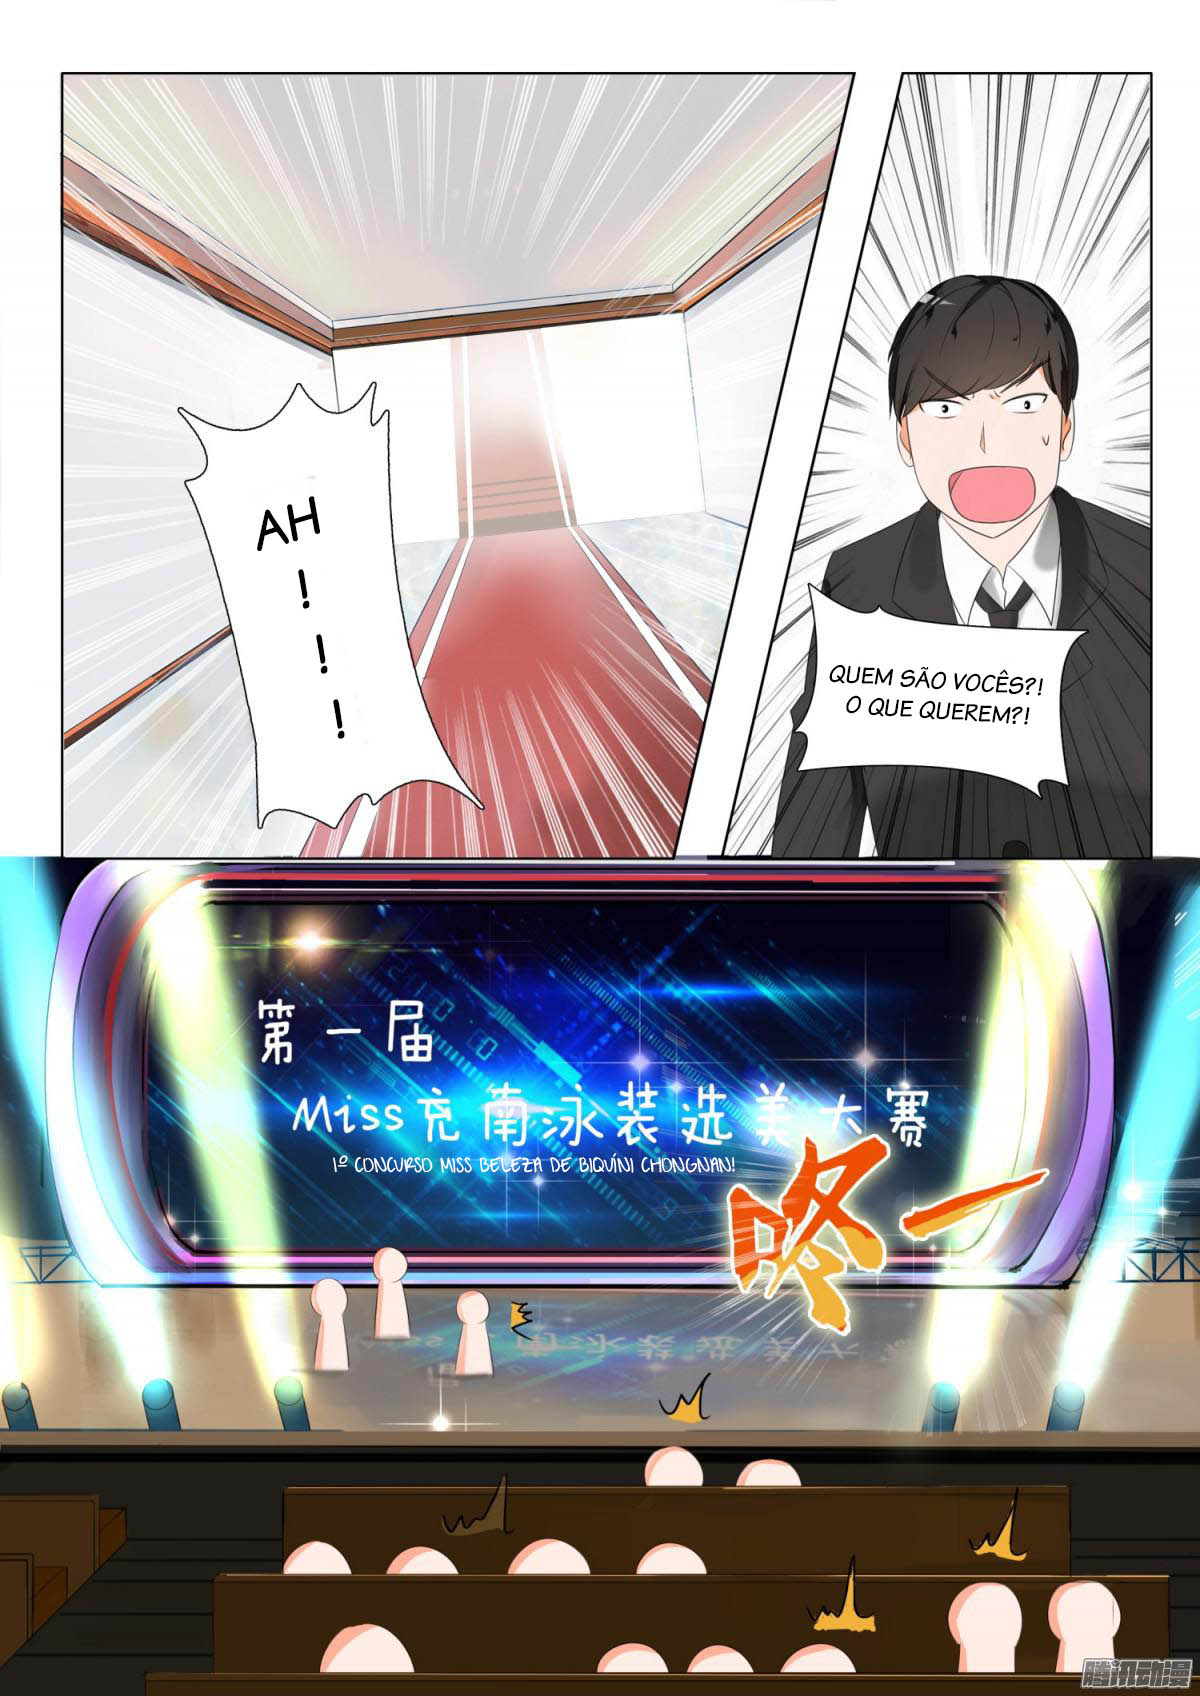 AH
!
!
!
QUEM SÃO VOCÊS?!
O QUE QUEREM?!
第一届
Miss充南泳装选美大赛
1º CONCURSO MISS BELEZA DE BIQUÍNI CHONGNAN!
咚一
腾讯动漫